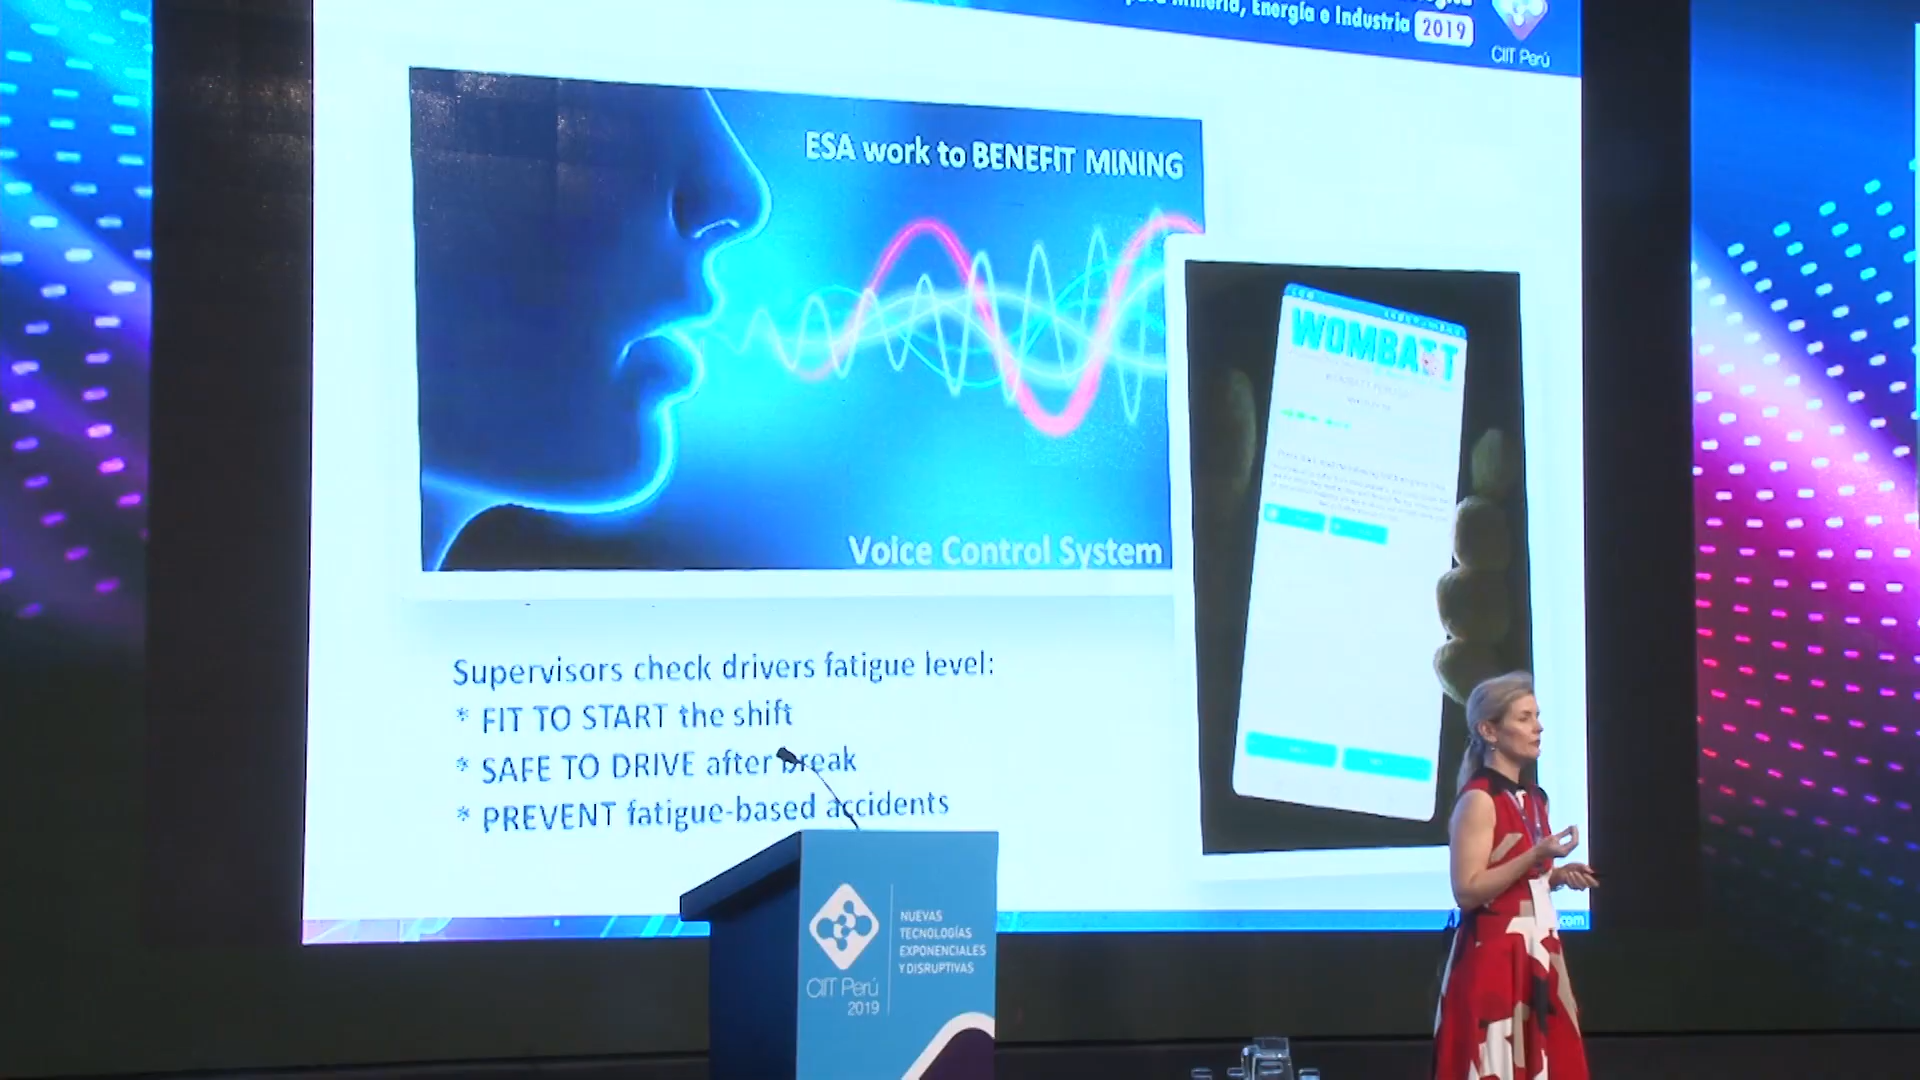 para Minería, Energía e Industria 2019
CIIT Perú
ESA work to BENEFIT MINING
WOMBATT
Voice Control System
Supervisors check drivers fatigue level:
* FIT TO START the shift
* SAFE TO DRIVE after break
* PREVENT fatigue-based accidents
.com
NUEVAS
TECNOLOGÍAS
EXPONENCIALES
Y DISRUPTIVAS
CIIT Perú
2019